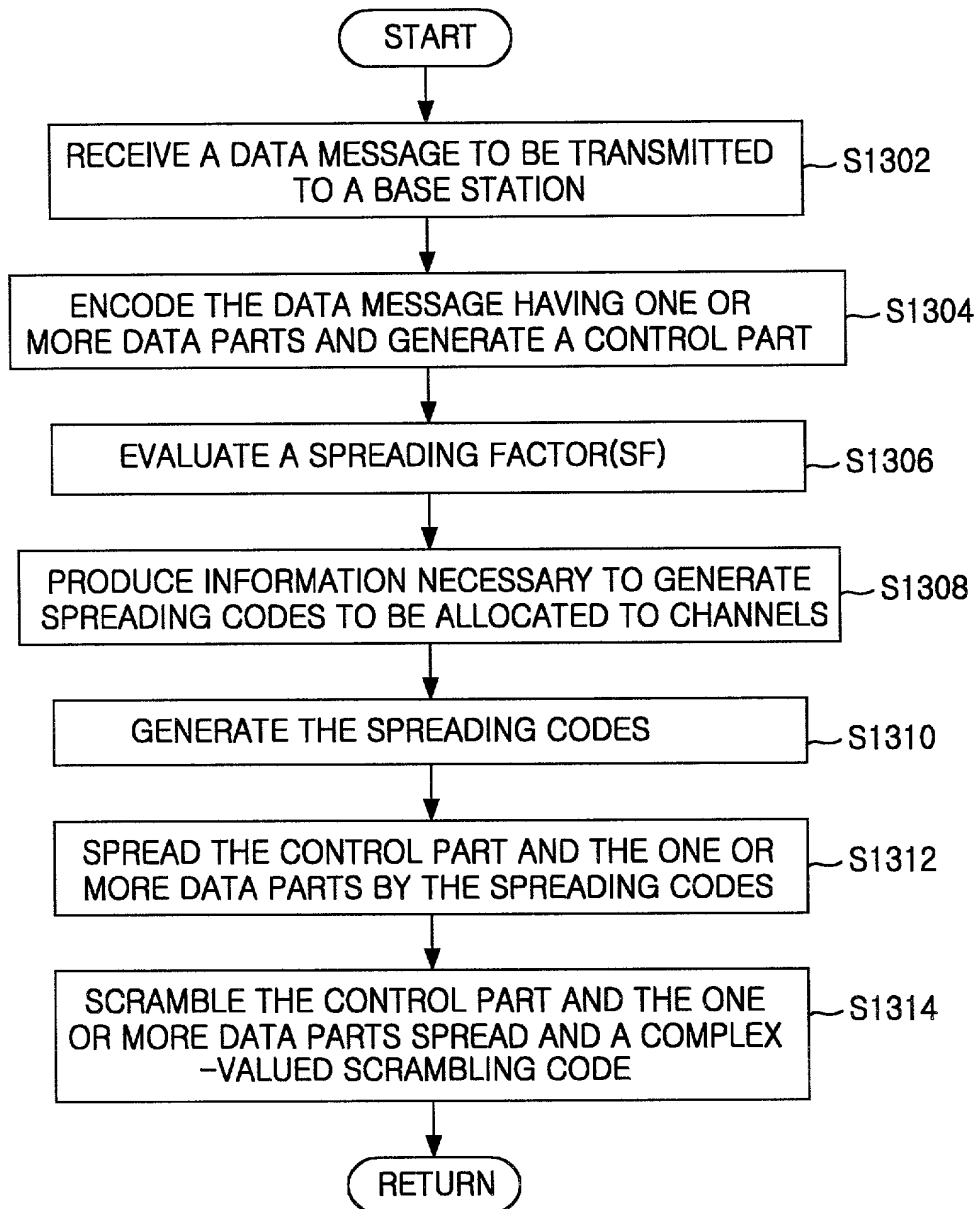 START
RECEIVE A DATA MESSAGE TO BE TRANSMITTED
TO A BASE STATION
S1302
ENCODE THE DATA MESSAGE HAVING ONE OR
MORE DATA PARTS AND GENERATE A CONTROL PART
S1304
EVALUATE A SPREADING FACTOR(SF)
S1306
PRODUCE INFORMATION NECESSARY TO GENERATE
SPREADING CODES TO BE ALLOCATED TO CHANNELS
S1308
GENERATE THE SPREADING CODES
S1310
SPREAD THE CONTROL PART AND THE ONE OR
MORE DATA PARTS BY THE SPREADING CODES
S1312
SCRAMBLE THE CONTROL PART AND THE ONE
OR MORE DATA PARTS SPREAD AND A COMPLEX
-VALUED SCRAMBLING CODE
S1314
RETURN